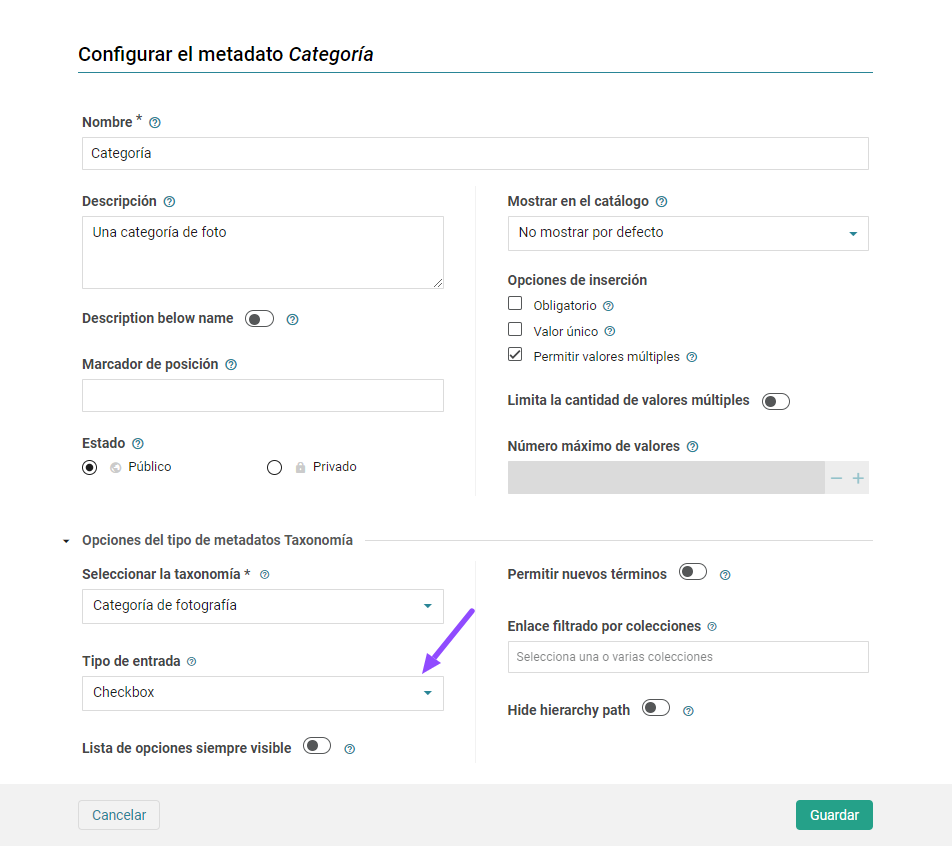 Configurar el metadato Categoría
Nombre *
Categoría
Descripción
Una categoría de foto
Description below name
Marcador de posición
Estado
Público
Privado
Mostrar en el catálogo
No mostrar por defecto
Opciones de inserción
Obligatorio
Valor único
Permitir valores múltiples
Limita la cantidad de valores múltiples
Número máximo de valores
Opciones del tipo de metadatos Taxonomía
Seleccionar la taxonomía *
Categoría de fotografía
Tipo de entrada
Checkbox
Lista de opciones siempre visible
Permitir nuevos términos
Enlace filtrado por colecciones
Selecciona una o varias colecciones
Hide hierarchy path
Cancelar
Guardar